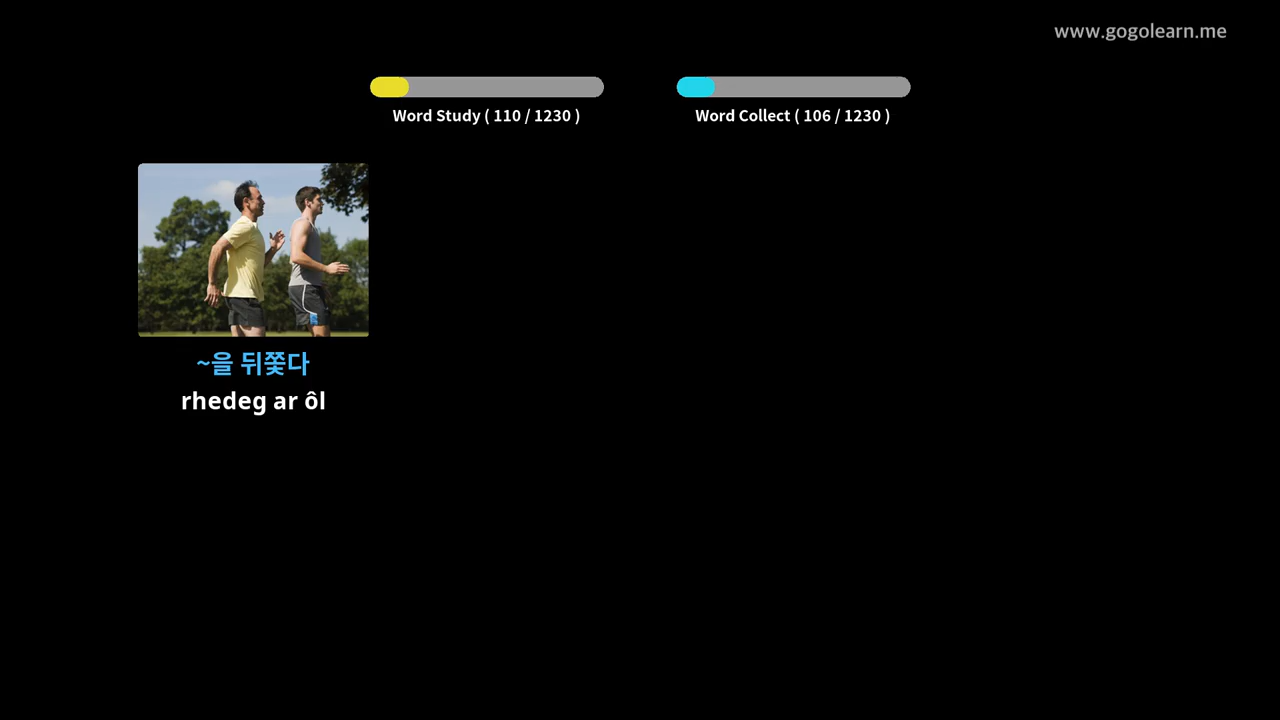 www.gogolearn.me
Word Study ( 110 / 1230 )
Word Collect ( 106 / 1230 )
~을 뒤쫓다
rhedeg ar ôl